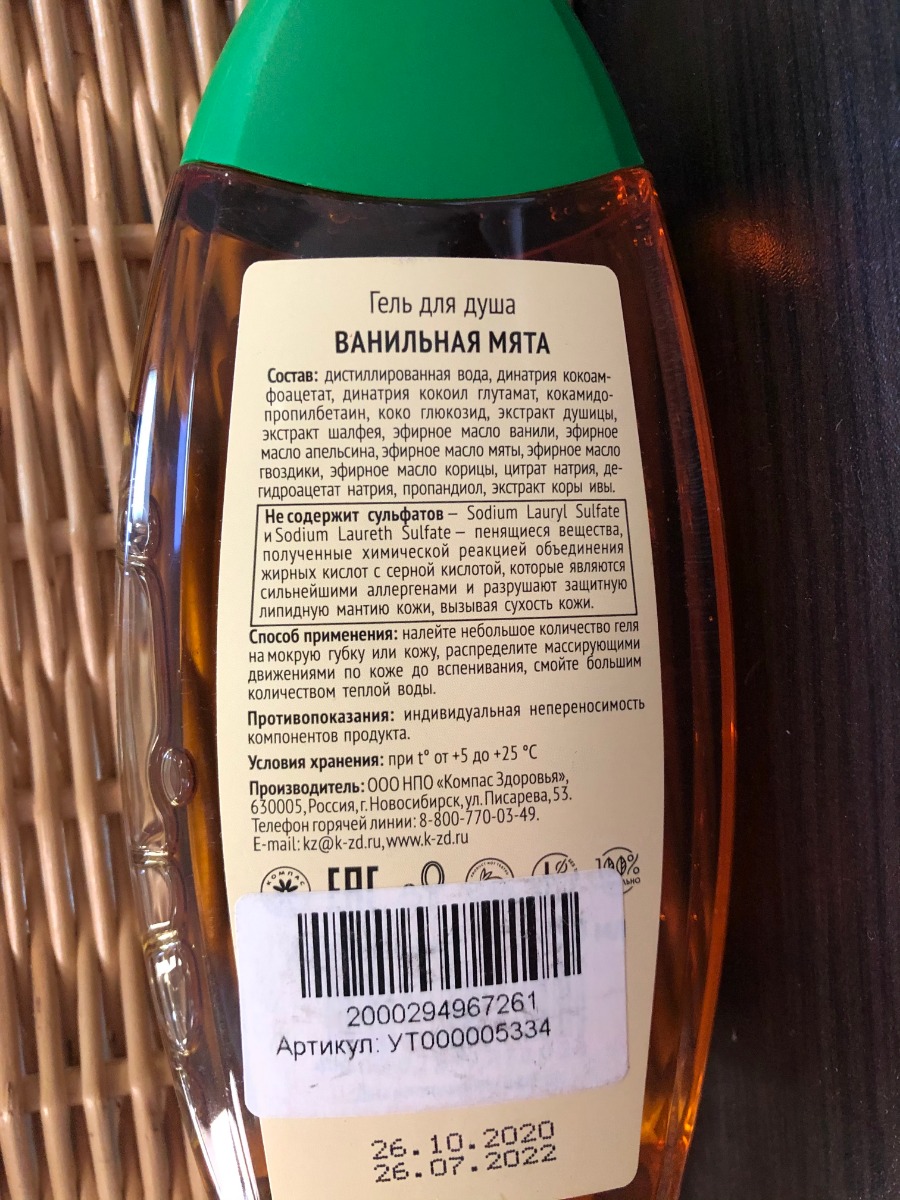 Гель для душа
ВАНИЛЬНАЯ МЯТА
Состав: дистиллированная вода, динатрия кокоам-
фоацетат, динатрия кокоил глутамат, кокамидо-
пропилбетаин, коко глюкозид, экстракт душицы,
экстракт шалфея, эфирное масло ванили, эфирное
масло апельсина, эфирное масло мяты, эфирное масло
гвоздики, эфирное масло корицы, цитрат натрия, де-
гидроацетат натрия, пропандиол, экстракт коры ивы.
Не содержит сульфатов – Sodium Lauryl Sulfate
и Sodium Laureth Sulfate – пенящиеся вещества,
полученные химической реакцией объединения
жирных кислот с серной кислотой, которые являются
сильнейшими аллергенами и разрушают защитную
липидную мантию кожи, вызывая сухость кожи.
Способ применения: налейте небольшое количество геля
на мокрую губку или кожу, распределите массирующими
движениями по коже до вспенивания, смойте большим
количеством теплой воды.
Противопоказания: индивидуальная непереносимость
компонентов продукта.
Условия хранения: при t° от +5 до +25 °C
Производитель: ООО НПО «Компас Здоровья»,
630005, Россия, г. Новосибирск, ул. Писарева, 53.
Телефон горячей линии: 8-800-770-03-49.
E-mail: kz@k-zd.ru, www.k-zd.ru
КОМПАС
EAC
100%
2000294967261
Артикул: УТ000005334
26.10.2020
26.07.2022